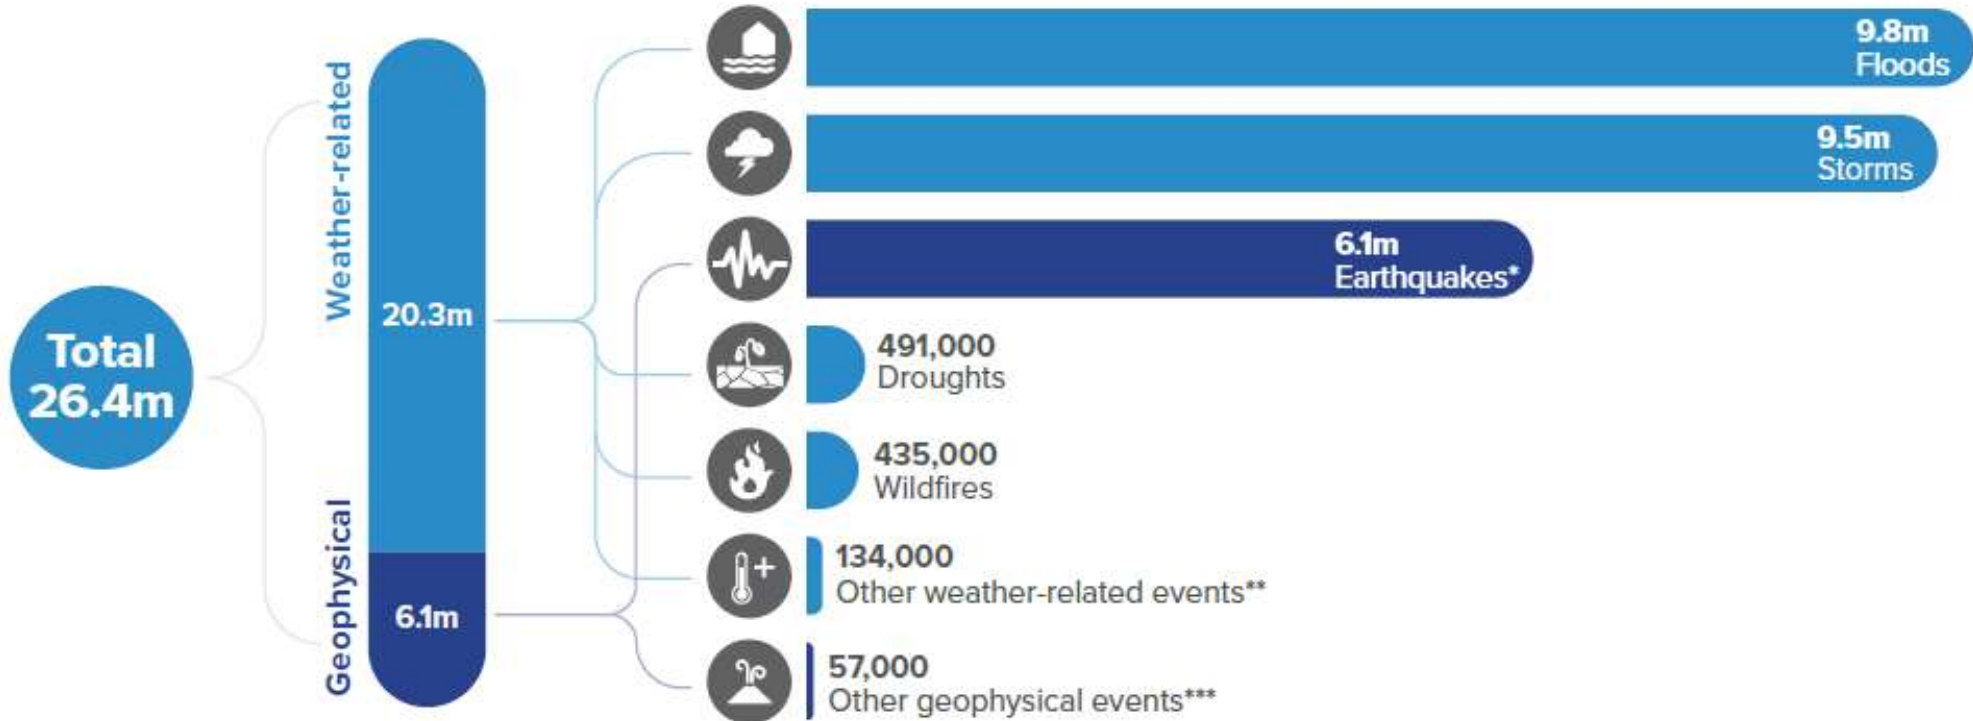 Total
26.4m
Weather-related
20.3m
Geophysical
6.1m
9.8m
Floods
9.5m
Storms
6.1m
Earthquakes*
491,000
Droughts
435,000
Wildfires
134,000
Other weather-related events**
57,000
Other geophysical events***